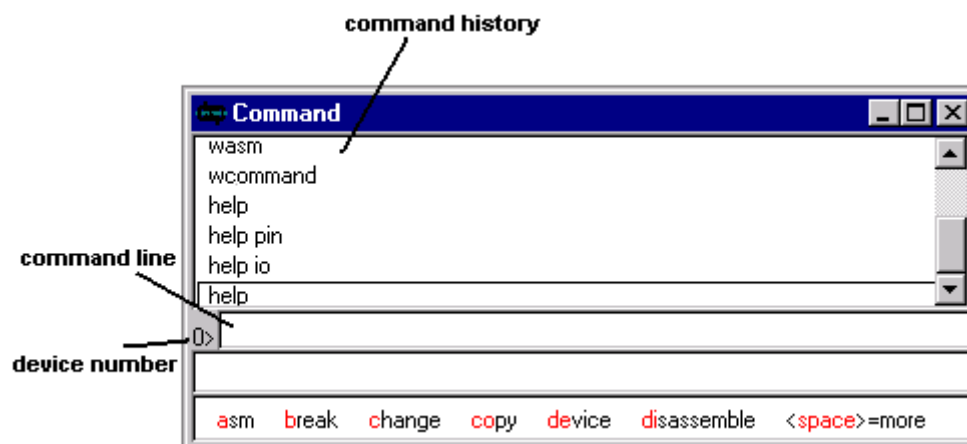 command history
Command
wasm
wcommand
help
help pin
help io
command line
help
0>
device number
asm break change copy device disassemble <space>=more